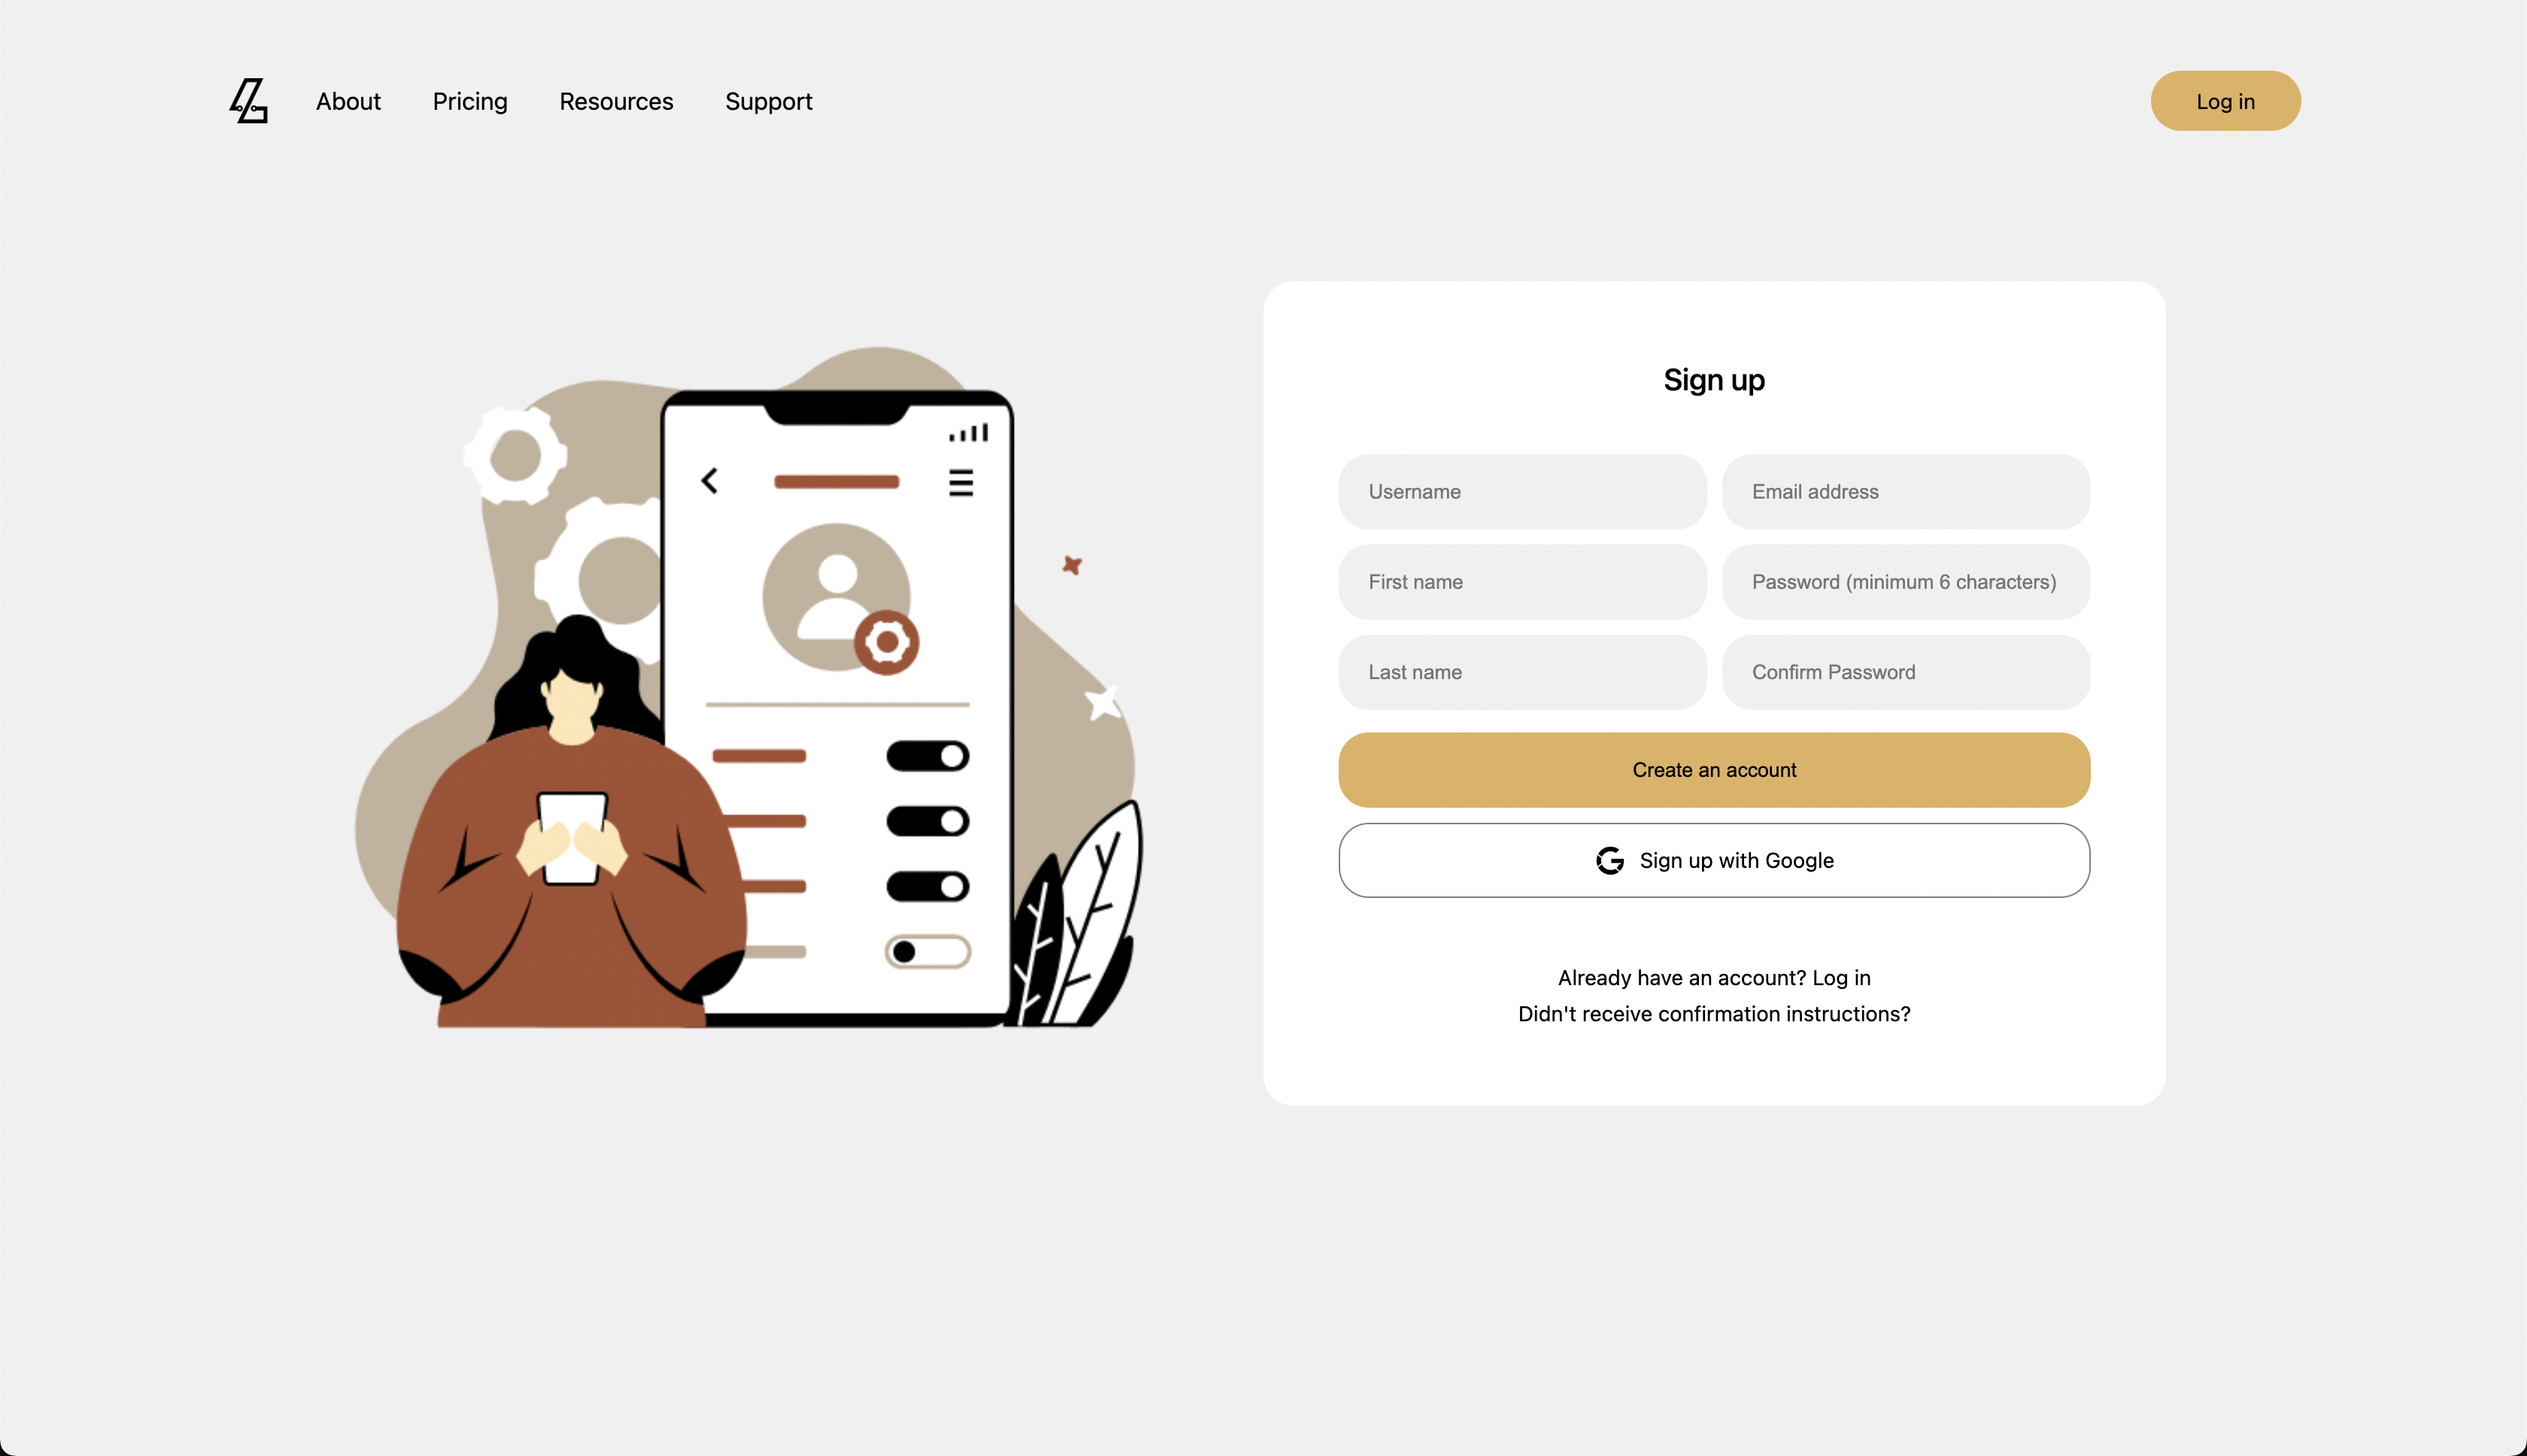 About Pricing Resources Support Log in
Sign up
Username Email address
First name Password (minimum 6 characters)
Last name Confirm Password
Create an account
Sign up with Google
Already have an account? Log in
Didn't receive confirmation instructions?